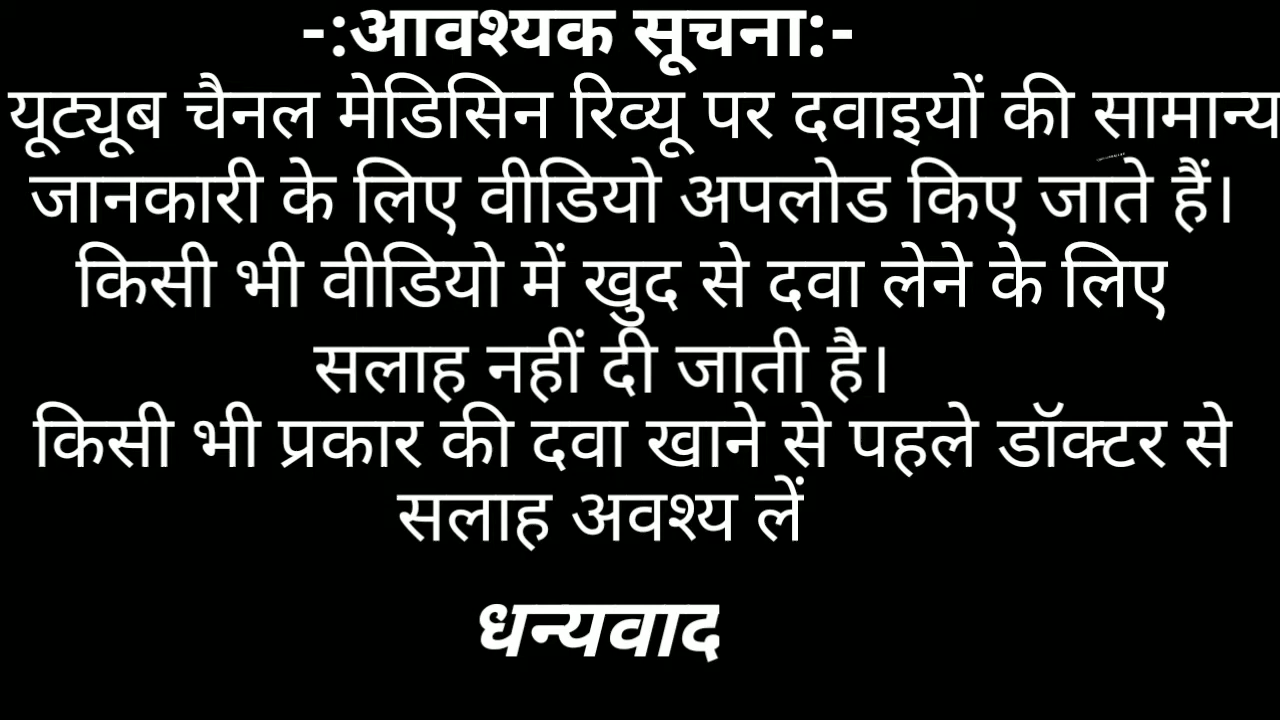 -:आवश्यक सूचना:-
यूट्यूब चैनल मेडिसिन रिव्यू पर दवाइयों की सामान्य
जानकारी के लिए वीडियो अपलोड किए जाते हैं।
किसी भी वीडियो में खुद से दवा लेने के लिए
सलाह नहीं दी जाती है।
किसी भी प्रकार की दवा खाने से पहले डॉक्टर से
सलाह अवश्य लें
धन्यवाद